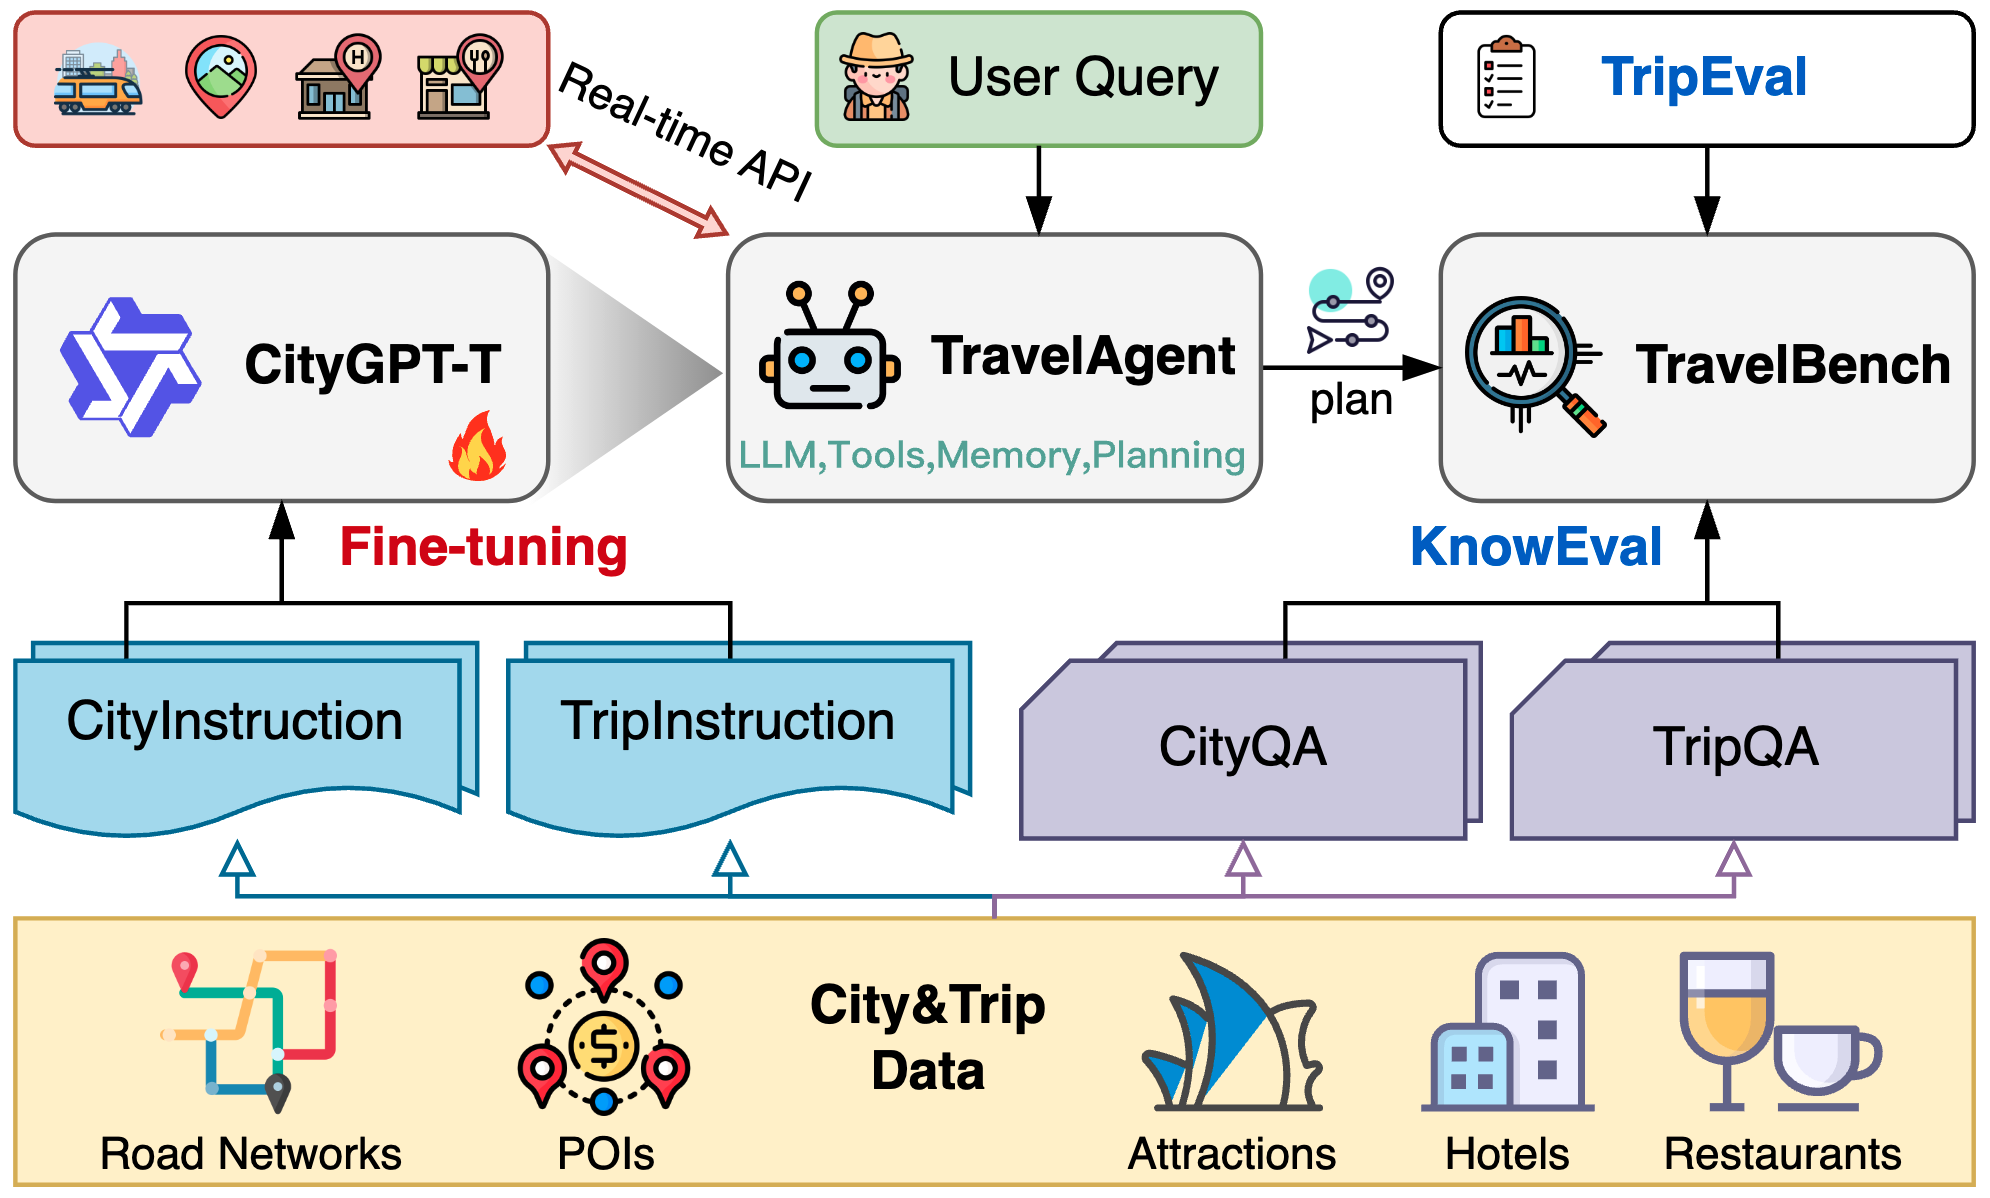 Real-time API
User Query
TripEval
CityGPT-T
TravelAgent
LLM,Tools,Memory,Planning
plan
TravelBench
Fine-tuning
KnowEval
CityInstruction
TripInstruction
CityQA
TripQA
City&Trip
Data
Road Networks
POIs
Attractions
Hotels
Restaurants